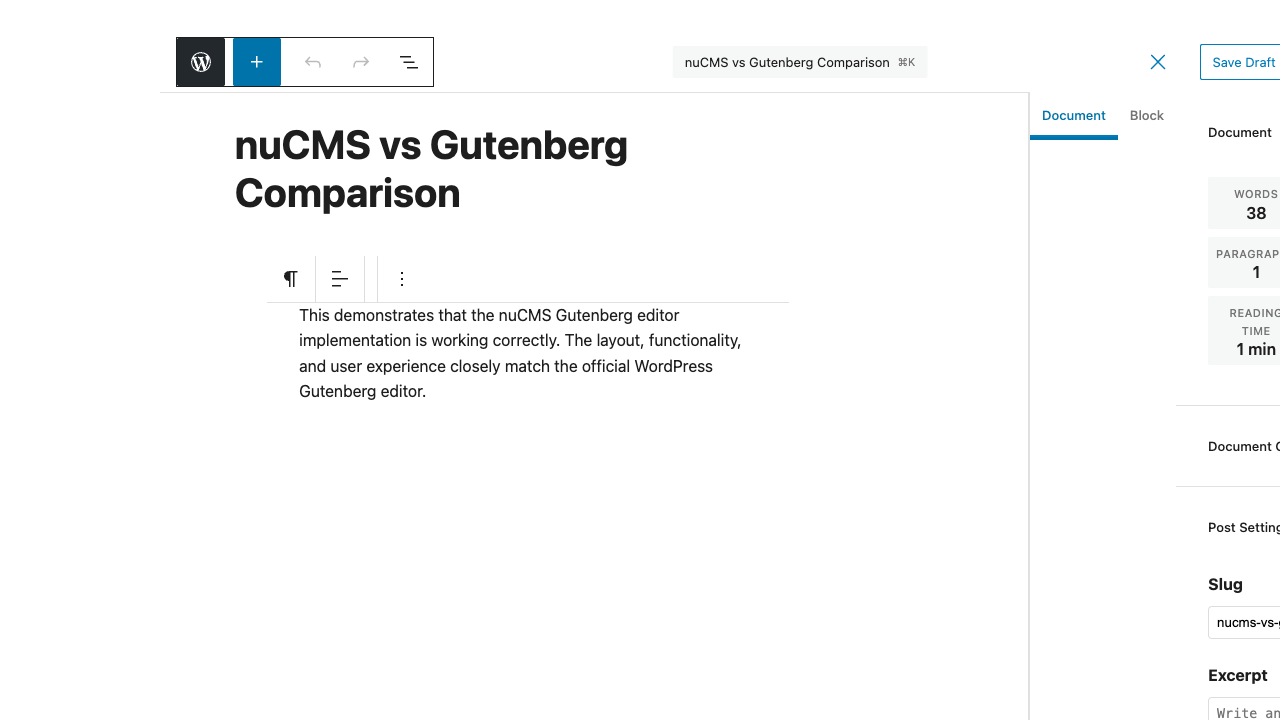 nuCMS vs Gutenberg Comparison ⌘K
Save Draft
Document Block
nuCMS vs Gutenberg
Comparison
This demonstrates that the nuCMS Gutenberg editor
implementation is working correctly. The layout, functionality,
and user experience closely match the official WordPress
Gutenberg editor.
Document
WORDS
38
PARAGRAP
1
READING
TIME
1 min
Document
Post Setting
Slug
nucms-vs-
Excerpt
Write an